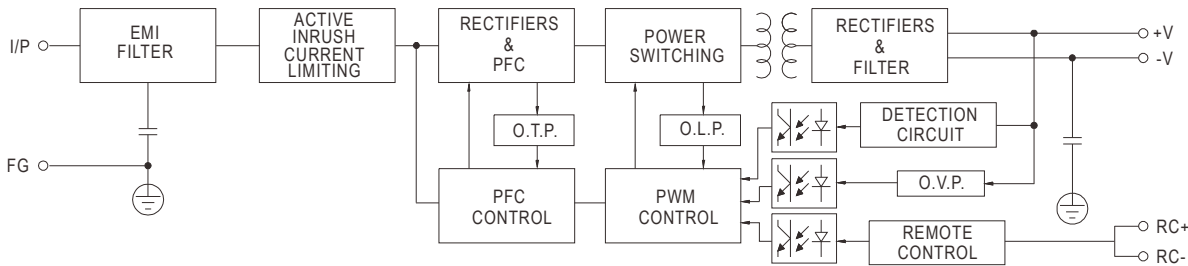 I/P
EMI
FILTER
ACTIVE
INRUSH
CURRENT
LIMITING
RECTIFIERS
&
PFC
POWER
SWITCHING
RECTIFIERS
&
FILTER
+V
-V
O.T.P.
O.L.P.
DETECTION
CIRCUIT
FG
PFC
CONTROL
PWM
CONTROL
O.V.P.
REMOTE
CONTROL
RC+
RC-